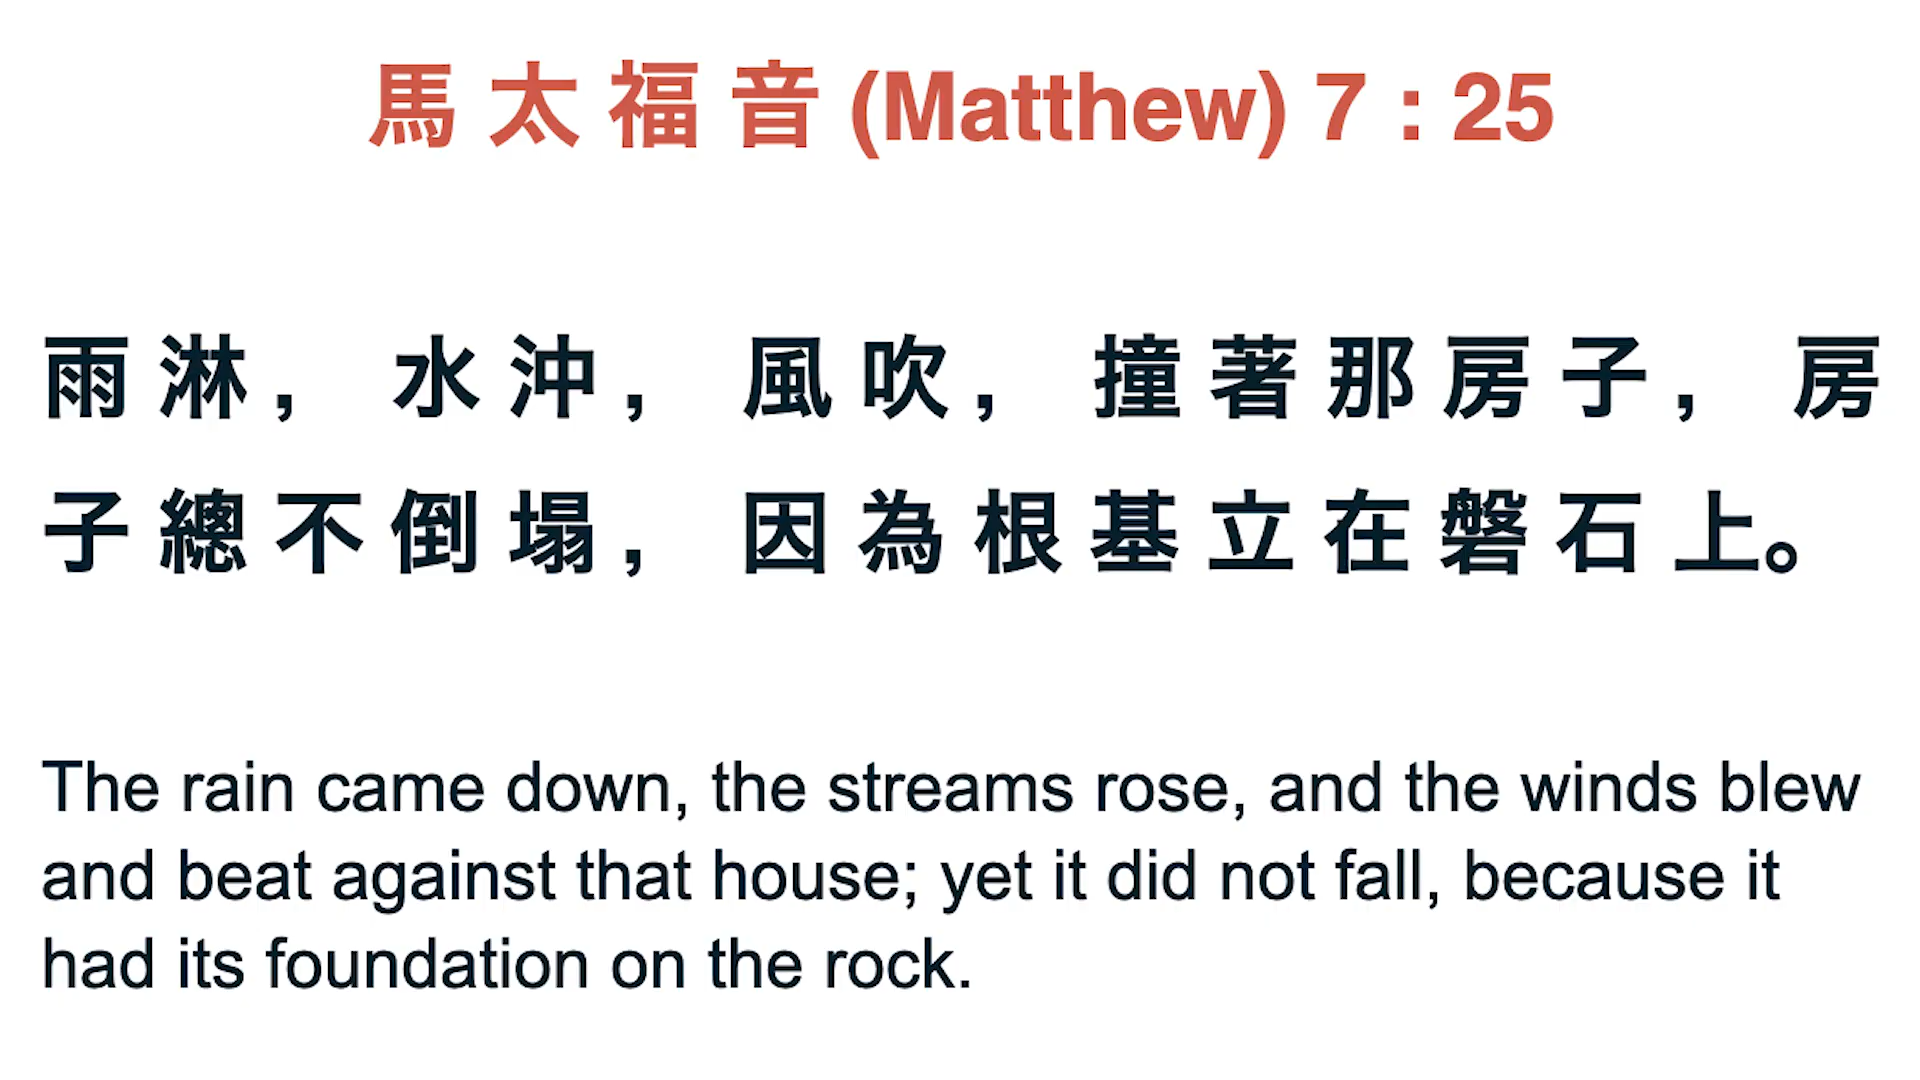 馬太福音 (Matthew) 7 : 25
雨淋， 水沖， 風吹， 撞著那房子， 房
子總不倒塌， 因為根基立在磐石上。
The rain came down, the streams rose, and the winds blew
and beat against that house; yet it did not fall, because it
had its foundation on the rock.